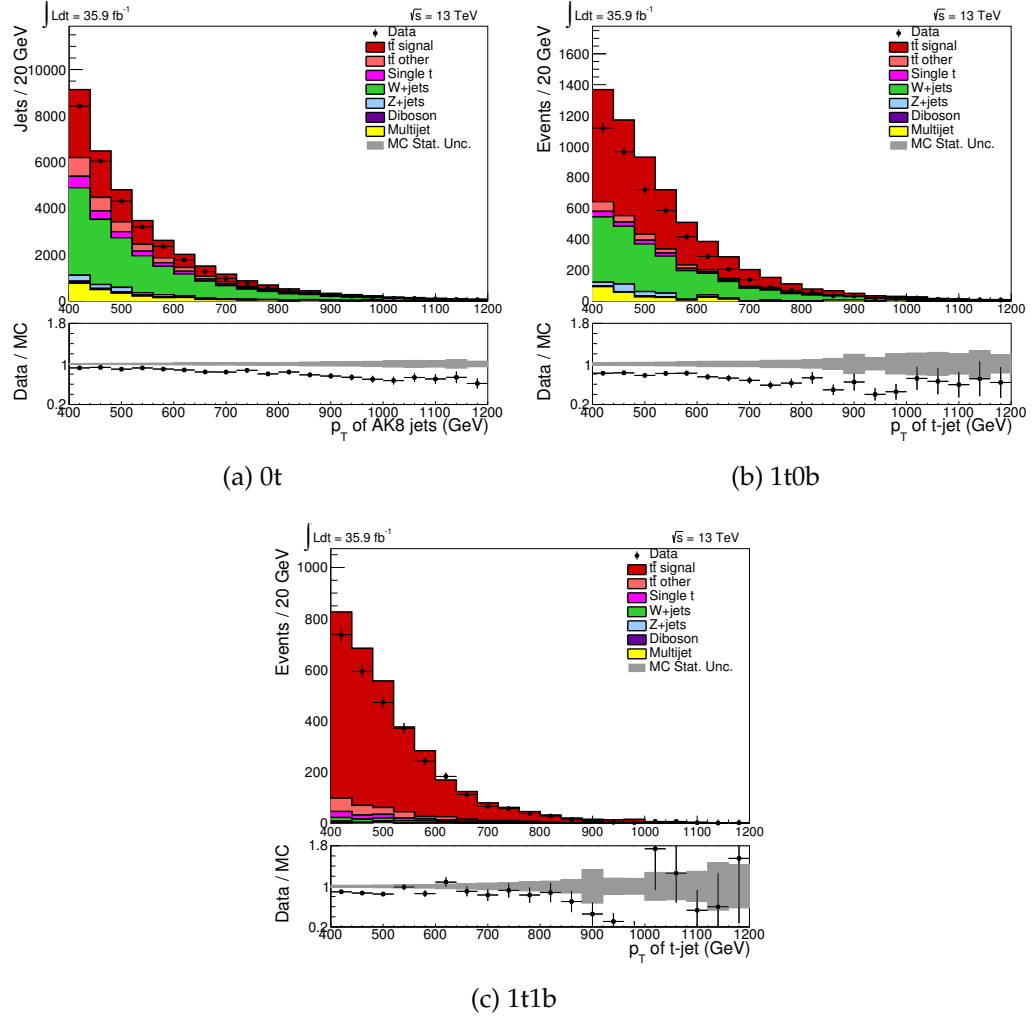 ∫ Ldt = 35.9 fb⁻¹ √s = 13 TeV
Jets / 20 GeV
10000
8000
6000
4000
2000
0
Data
tt̄ signal
tt̄ other
Single t
W+jets
Z+jets
Diboson
Multijet
MC Stat. Unc.
400 500 600 700 800 900 1000 1100 1200
Data / MC
1.8
1
0.2
400 500 600 700 800 900 1000 1100 1200
p_T of AK8 jets (GeV)
(a) 0t
∫ Ldt = 35.9 fb⁻¹ √s = 13 TeV
Events / 20 GeV
1600
1400
1200
1000
800
600
400
200
0
Data
tt̄ signal
tt̄ other
Single t
W+jets
Z+jets
Diboson
Multijet
MC Stat. Unc.
400 500 600 700 800 900 1000 1100 1200
Data / MC
1.8
1
0.2
400 500 600 700 800 900 1000 1100 1200
p_T of t-jet (GeV)
(b) 1t0b
∫ Ldt = 35.9 fb⁻¹ √s = 13 TeV
Events / 20 GeV
1000
800
600
400
200
0
Data
tt̄ signal
tt̄ other
Single t
W+jets
Z+jets
Diboson
Multijet
MC Stat. Unc.
400 500 600 700 800 900 1000 1100 1200
Data / MC
1.8
1
0.2
400 500 600 700 800 900 1000 1100 1200
p_T of t-jet (GeV)
(c) 1t1b